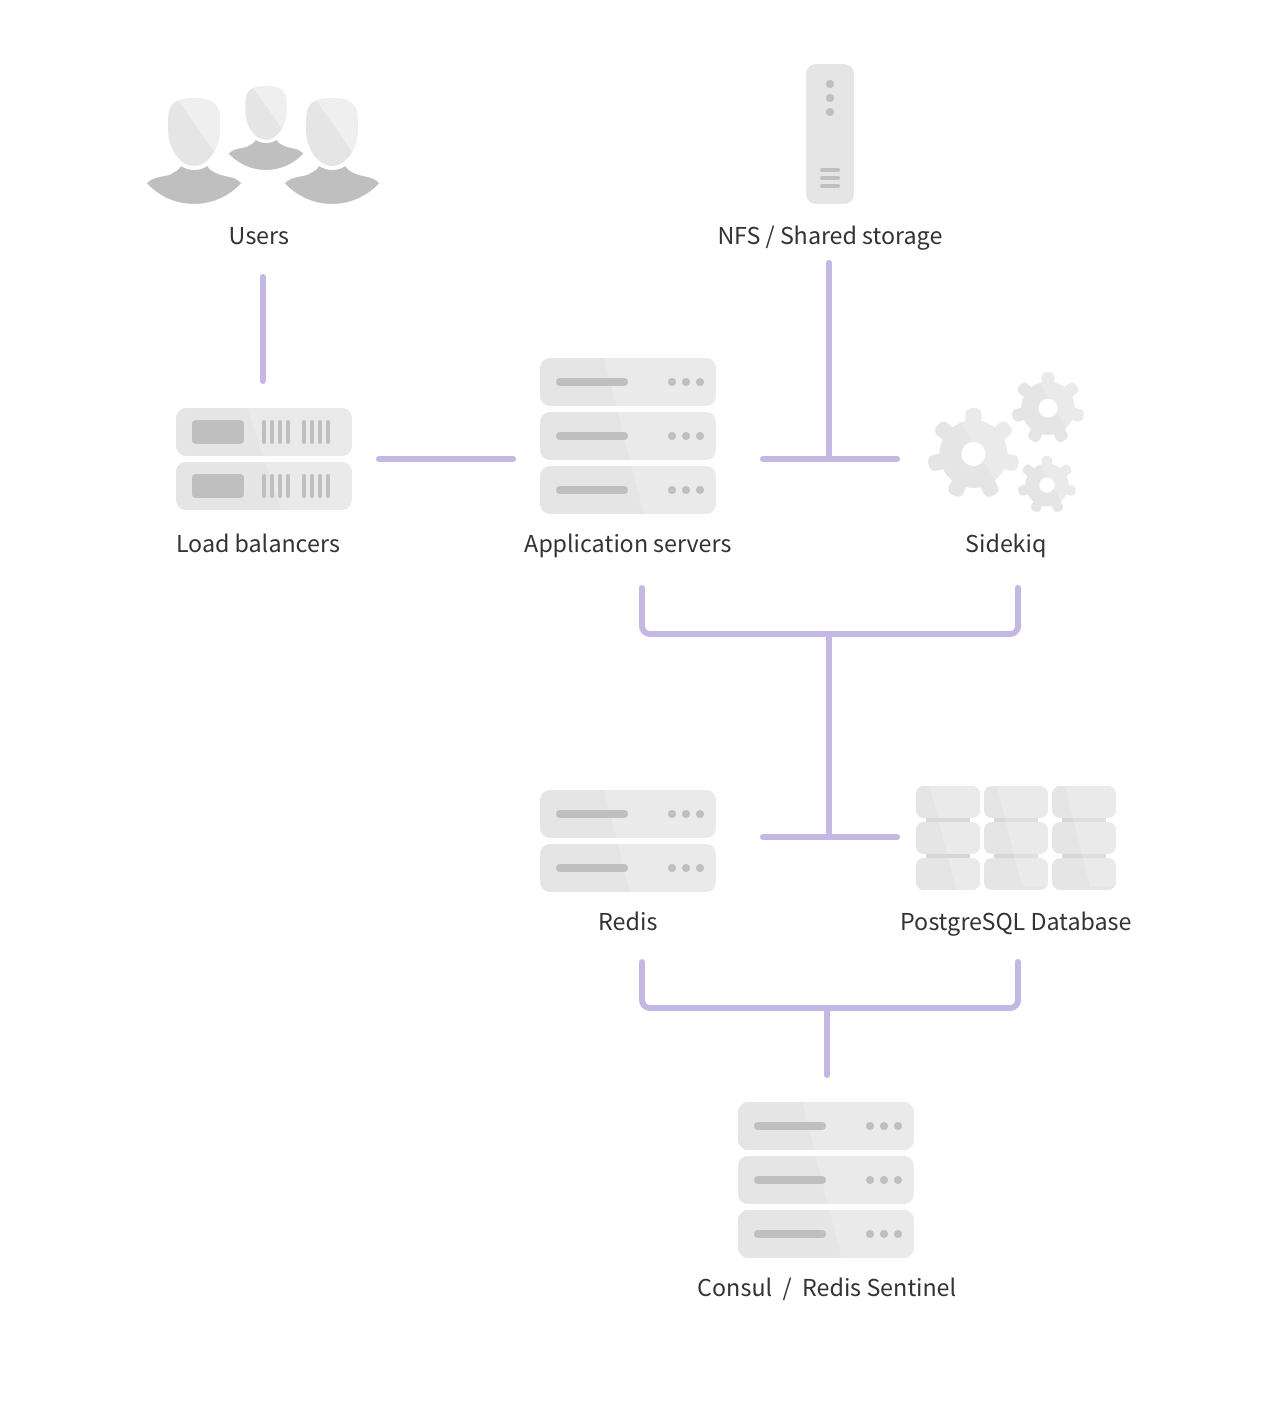 Users
NFS / Shared storage
Load balancers
Application servers
Sidekiq
Redis
PostgreSQL Database
Consul / Redis Sentinel